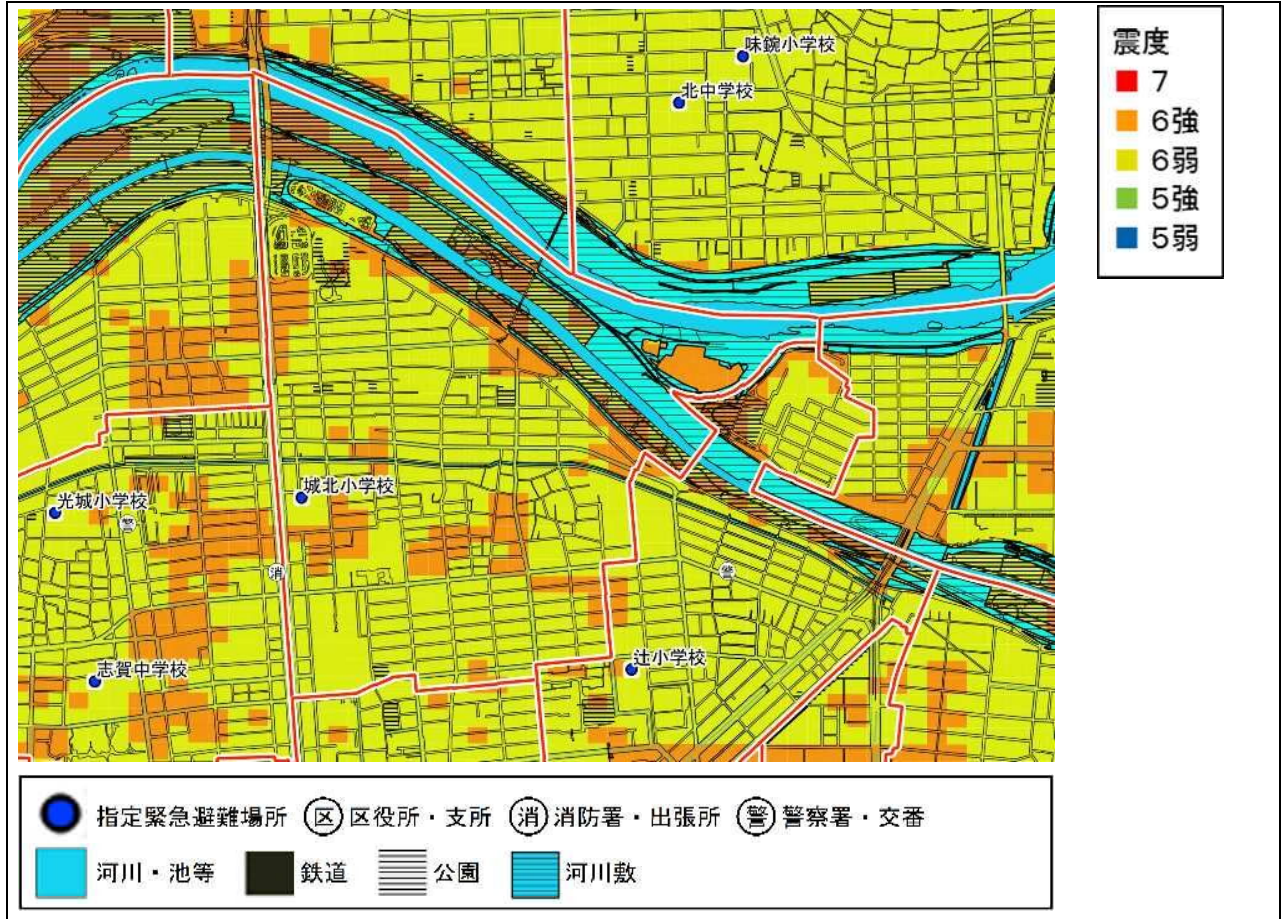 味鋺小学校
北中学校
光城小学校
警
城北小学校
消
警
志賀中学校
辻小学校
震度
7
6強
6弱
5強
5弱
指定緊急避難場所 区 区役所・支所 消 消防署・出張所 警 警察署・交番
河川・池等 鉄道 公園 河川敷